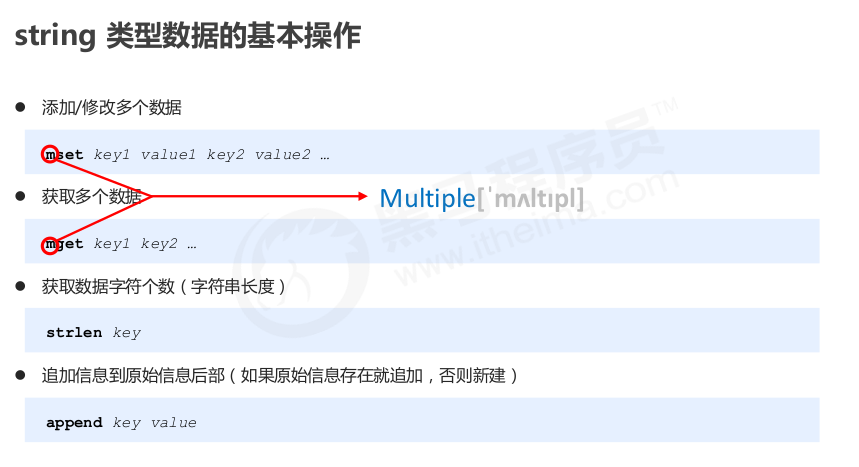 string 类型数据的基本操作
● 添加/修改多个数据
mset key1 value1 key2 value2 …
● 获取多个数据
Multiple[ˈmʌltɪpl]
mget key1 key2 …
● 获取数据字符个数（字符串长度）
strlen key
● 追加信息到原始信息后部（如果原始信息存在就追加，否则新建）
append key value
黑马程序员™
www.itheima.com